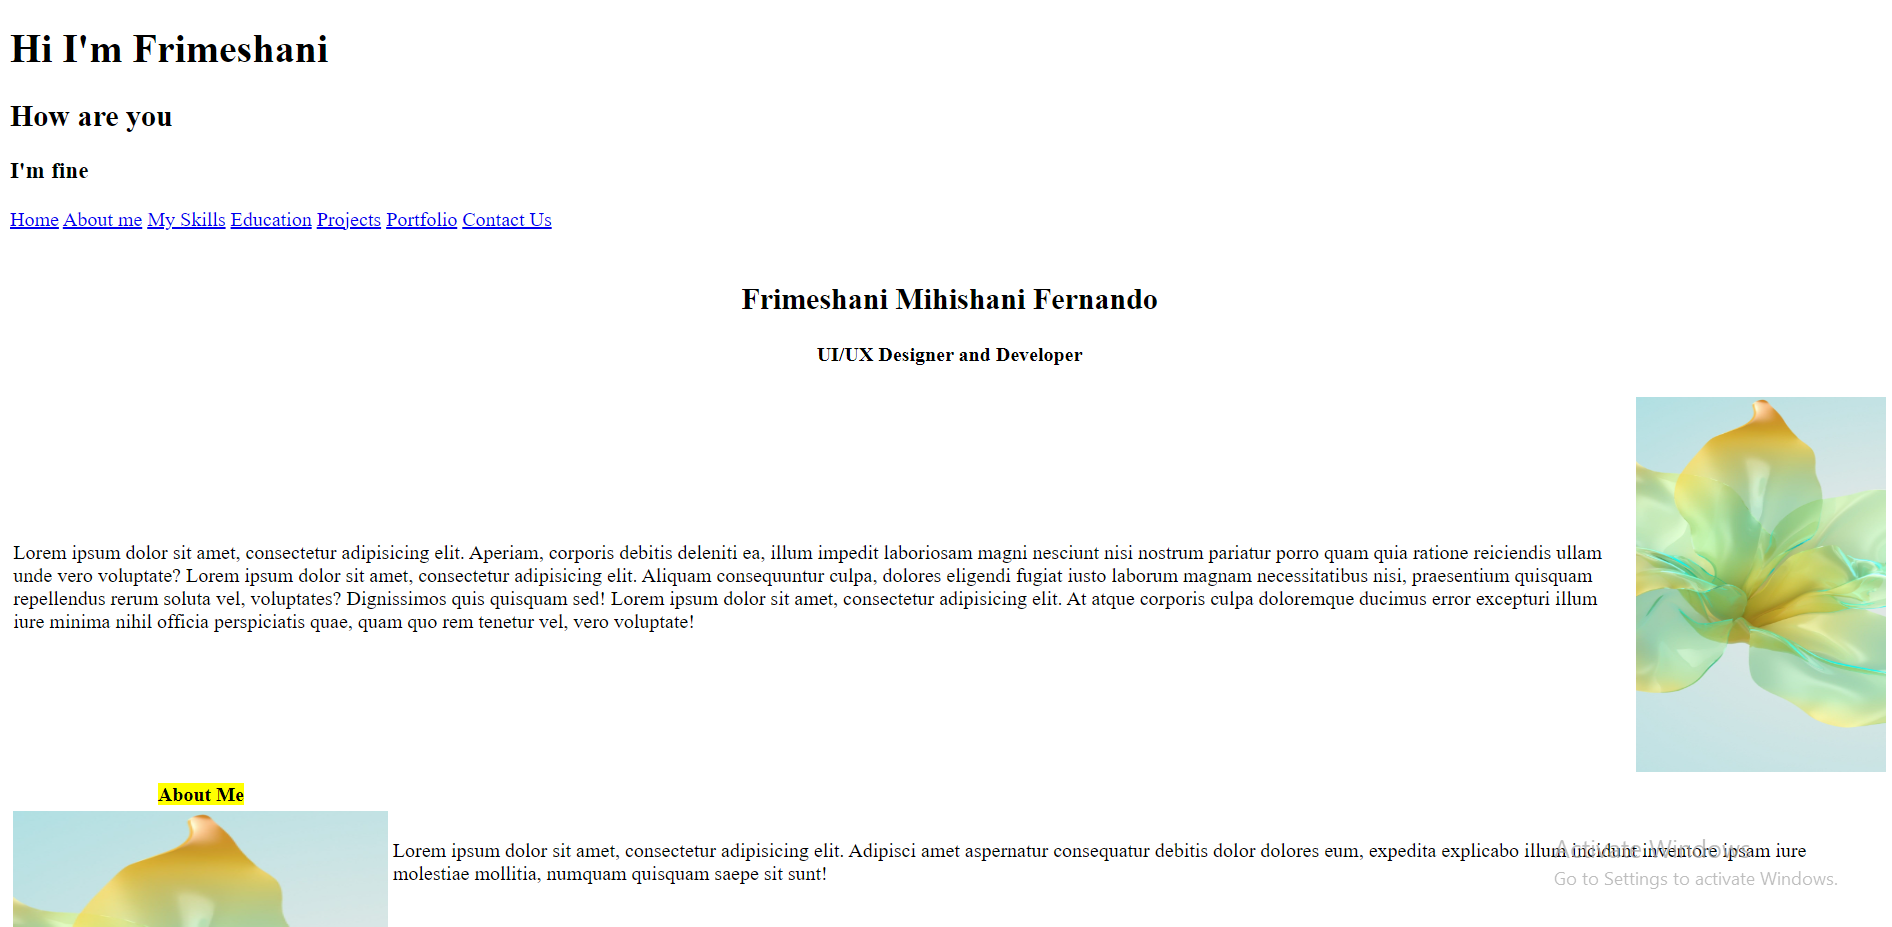 Hi I'm Frimeshani
How are you
I'm fine
Home About me My Skills Education Projects Portfolio Contact Us
Frimeshani Mihishani Fernando
UI/UX Designer and Developer
Lorem ipsum dolor sit amet, consectetur adipisicing elit. Aperiam, corporis debitis deleniti ea, illum impedit laboriosam magni nesciunt nisi nostrum pariatur porro quam quia ratione reiciendis ullam
unde vero voluptate? Lorem ipsum dolor sit amet, consectetur adipisicing elit. Aliquam consequuntur culpa, dolores eligendi fugiat iusto laborum magnam necessitatibus nisi, praesentium quisquam
repellendus rerum soluta vel, voluptates? Dignissimos quis quisquam sed! Lorem ipsum dolor sit amet, consectetur adipisicing elit. At atque corporis culpa doloremque ducimus error excepturi illum
iure minima nihil officia perspiciatis quae, quam quo rem tenetur vel, vero voluptate!
About Me
Lorem ipsum dolor sit amet, consectetur adipisicing elit. Adipisci amet aspernatur consequatur debitis dolor dolores eum, expedita explicabo illum incidunt inventore ipsam iure
molestiae mollitia, numquam quisquam saepe sit sunt!
Activate Windows
Go to Settings to activate Windows.